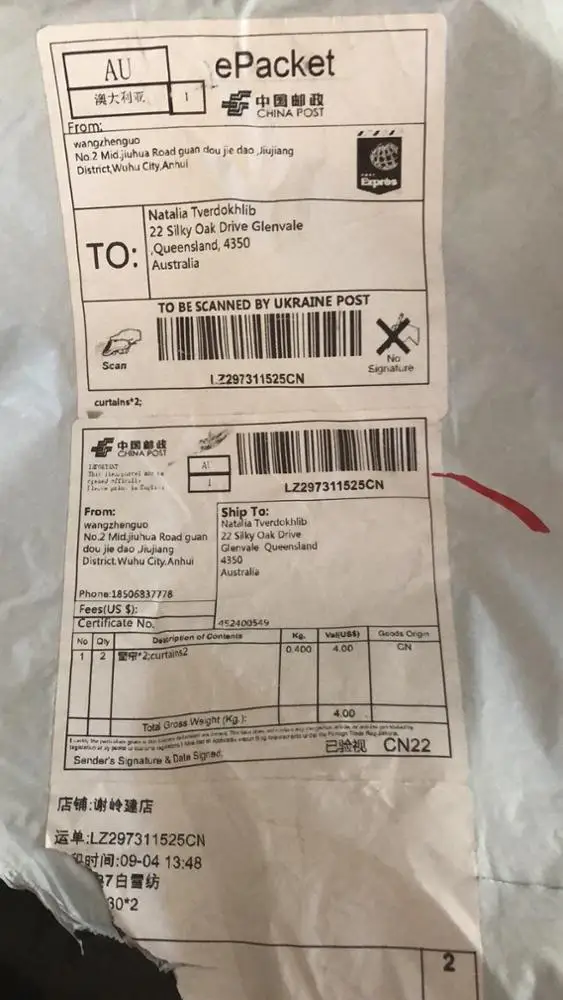 AU
ePacket
澳大利亚
1
中国邮政
CHINA POST
From:
wangzhenguo
No.2 Mid.jiuhua Road guan dou jie dao ,Jiujiang
District,Wuhu City,Anhui
Exprès
TO:
Natalia Tverdokhlib
22 Silky Oak Drive Glenvale
,Queensland, 4350
Australia
TO BE SCANNED BY UKRAINE POST
Scan
No
Signature
LZ297311525CN
curtains*2;
中国邮政
CHINA POST
IMPORTANT
AU
1
LZ297311525CN
From:
wangzhenguo
No.2 Mid.jiuhua Road guan
dou jie dao ,Jiujiang
District.Wuhu City.Anhui
Phone:18506837778
Ship To:
Natalia Tverdokhlib
22 Silky Oak Drive
Glenvale Queensland
4350
Australia
Fees(US $):
Certificate No.
452400549
No Qty Description of Contents Kg. Val(US$) Goods Origin
1 2 窗帘*2;curtains2 0.400 4.00 CN
Total Gross Weight (Kg.): 4.00
Sender's Signature & Data Signed:
已验视 CN22
店铺:谢岭建店
运单:LZ297311525CN
时间:09-04 13:48
7白雪纺
30*2
2